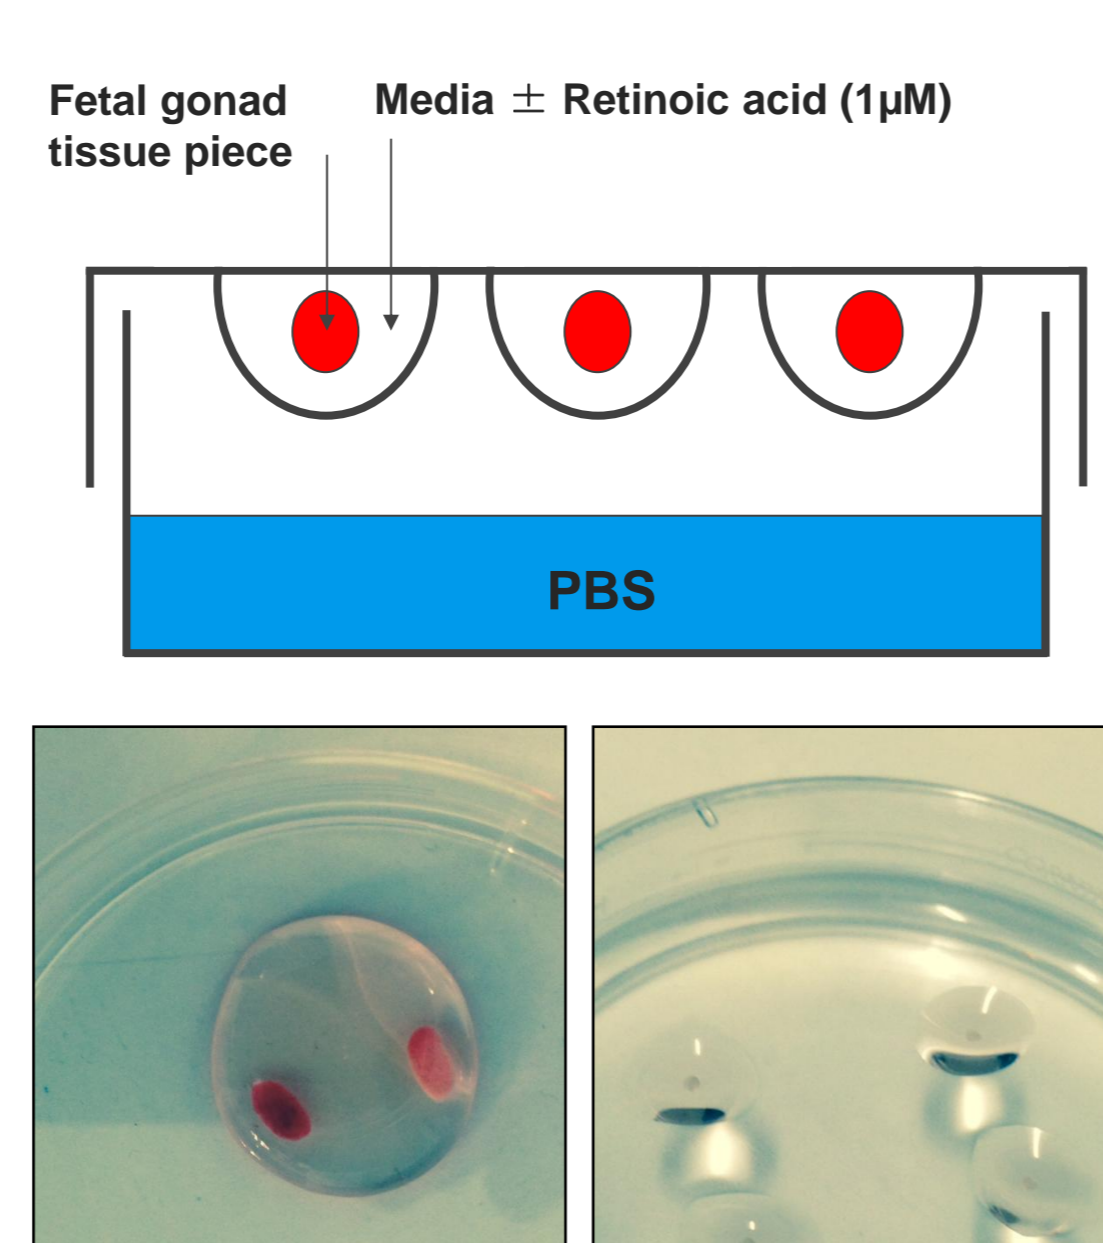 Fetal gonad
tissue piece
Media ± Retinoic acid (1µM)
PBS